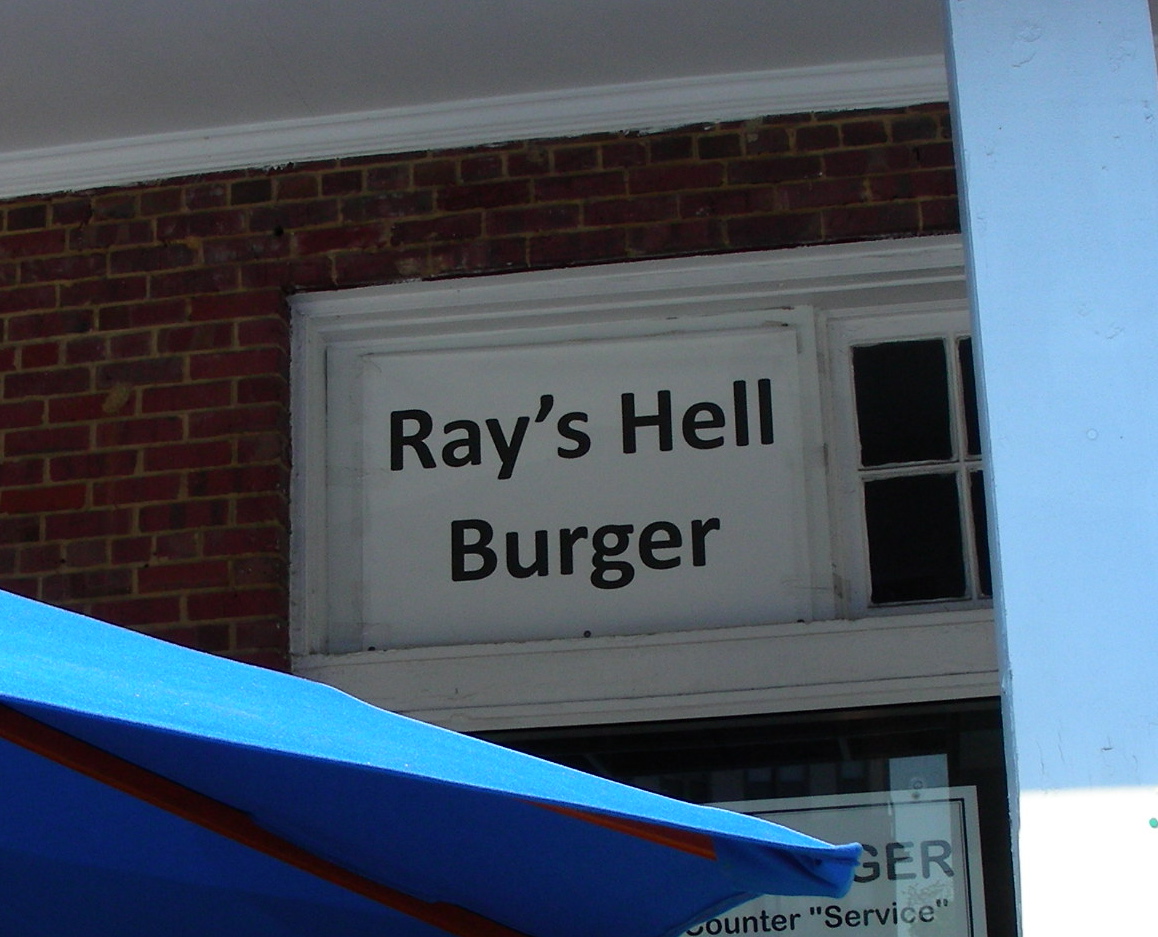 Ray's Hell
Burger
GER
Counter "Service"